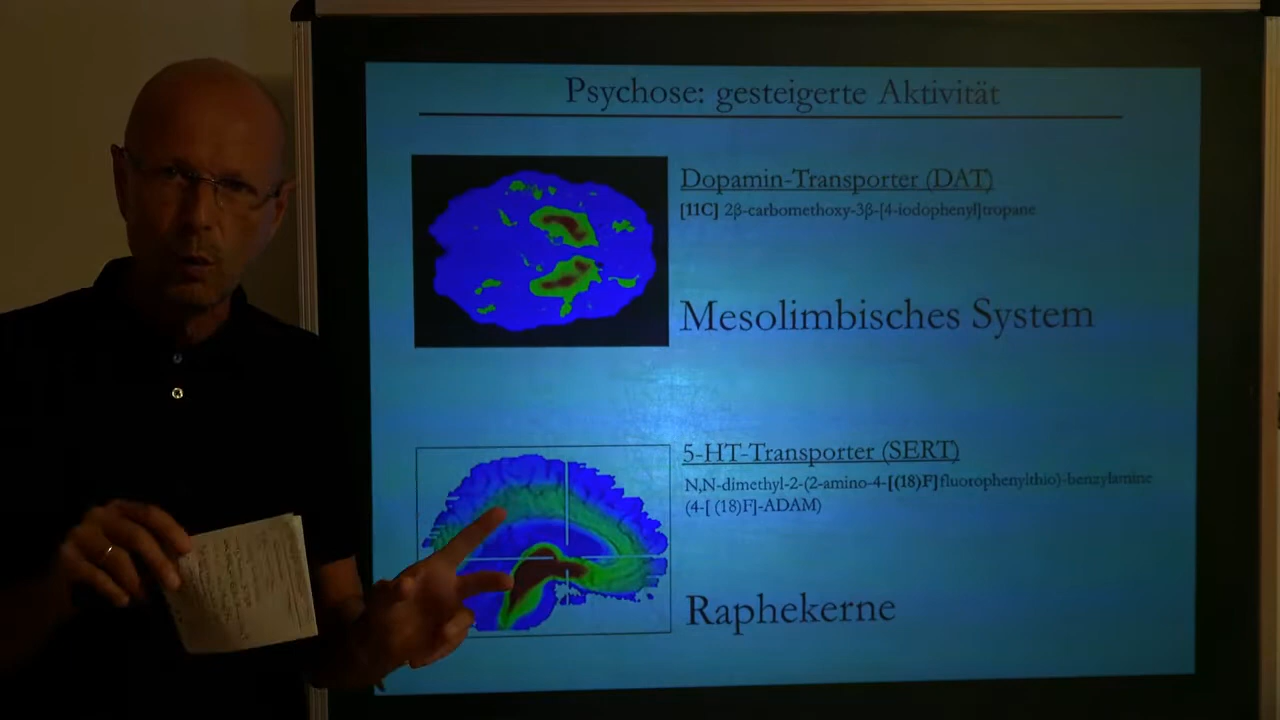 Psychose: gesteigerte Aktivität
Dopamin-Transporter (DAT)
[11C] 2β-carbomethoxy-3β-(4-iodophenyl)tropane
Mesolimbisches System
5-HT-Transporter (SERT)
N,N-dimethyl-2-(2-amino-4-[(18)F]fluorophenylthio)-benzylamine
(4-[ (18)F]-ADAM)
Raphekerne